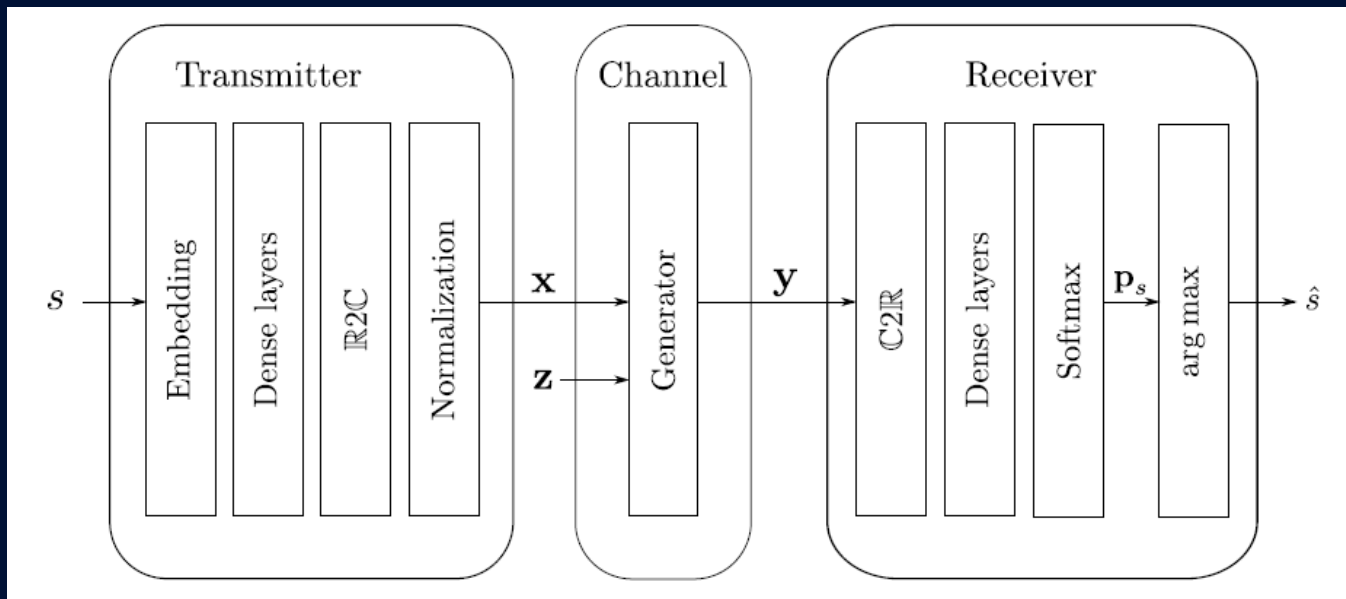 Transmitter
Channel
Receiver
s
Embedding
Dense layers
ℝ2ℂ
Normalization
x
z
Generator
y
ℂ2ℝ
Dense layers
Softmax
p_s
arg max
ŝ